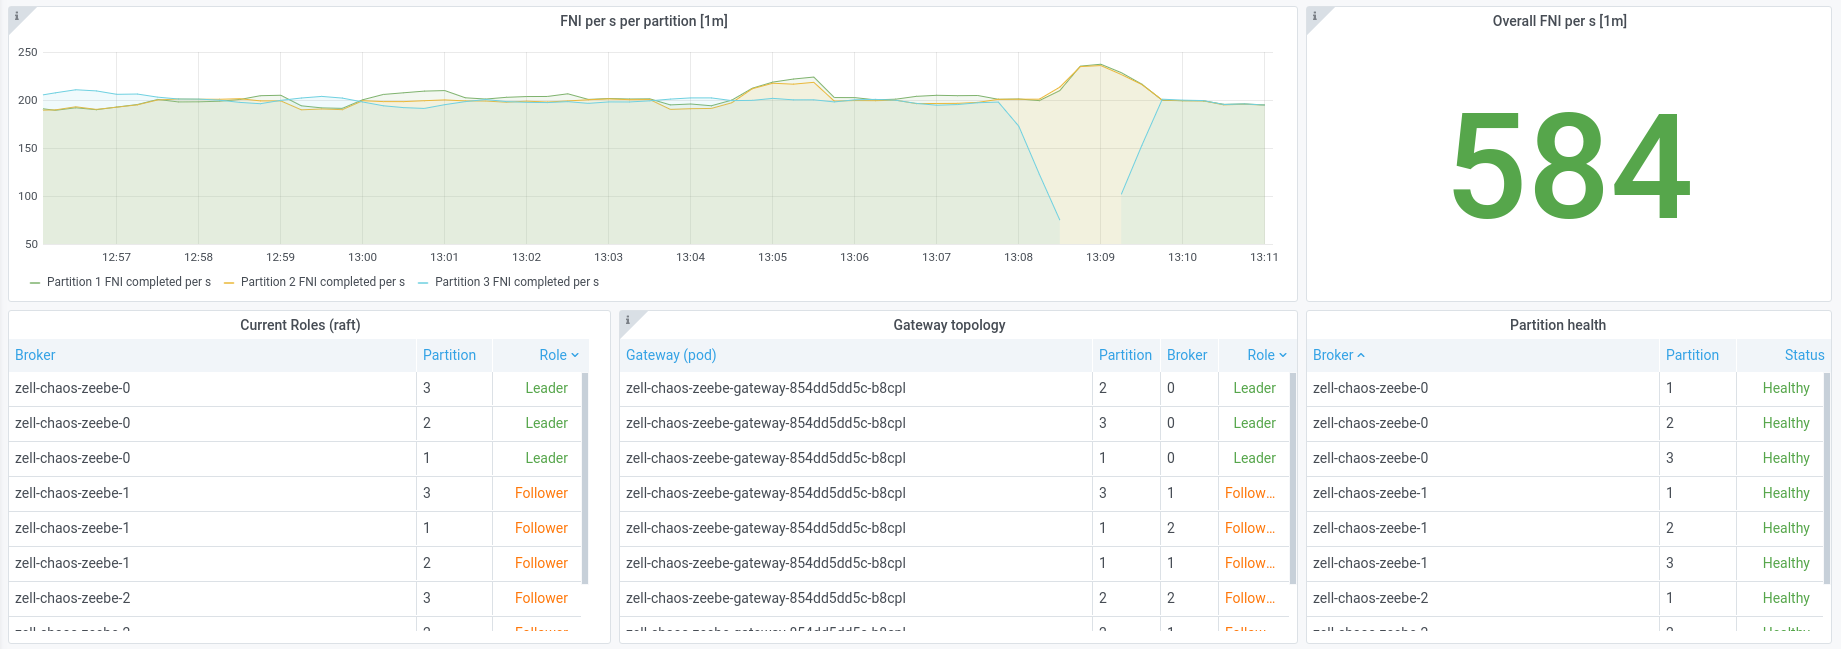 FNI per s per partition [1m]
250
200
150
100
50
12:57 12:58 12:59 13:00 13:01 13:02 13:03 13:04 13:05 13:06 13:07 13:08 13:09 13:10 13:11
Partition 1 FNI completed per s Partition 2 FNI completed per s Partition 3 FNI completed per s
Overall FNI per s [1m]
584
Current Roles (raft)
Broker Partition Role
zell-chaos-zeebe-0 3 Leader
zell-chaos-zeebe-0 2 Leader
zell-chaos-zeebe-0 1 Leader
zell-chaos-zeebe-1 3 Follower
zell-chaos-zeebe-1 1 Follower
zell-chaos-zeebe-1 2 Follower
zell-chaos-zeebe-2 3 Follower
Gateway topology
Gateway (pod) Partition Broker Role
zell-chaos-zeebe-gateway-854dd5dd5c-b8cpl 2 0 Leader
zell-chaos-zeebe-gateway-854dd5dd5c-b8cpl 3 0 Leader
zell-chaos-zeebe-gateway-854dd5dd5c-b8cpl 1 0 Leader
zell-chaos-zeebe-gateway-854dd5dd5c-b8cpl 3 1 Follow...
zell-chaos-zeebe-gateway-854dd5dd5c-b8cpl 1 2 Follow...
zell-chaos-zeebe-gateway-854dd5dd5c-b8cpl 1 1 Follow...
zell-chaos-zeebe-gateway-854dd5dd5c-b8cpl 2 2 Follow...
Partition health
Broker Partition Status
zell-chaos-zeebe-0 1 Healthy
zell-chaos-zeebe-0 2 Healthy
zell-chaos-zeebe-0 3 Healthy
zell-chaos-zeebe-1 1 Healthy
zell-chaos-zeebe-1 2 Healthy
zell-chaos-zeebe-1 3 Healthy
zell-chaos-zeebe-2 1 Healthy